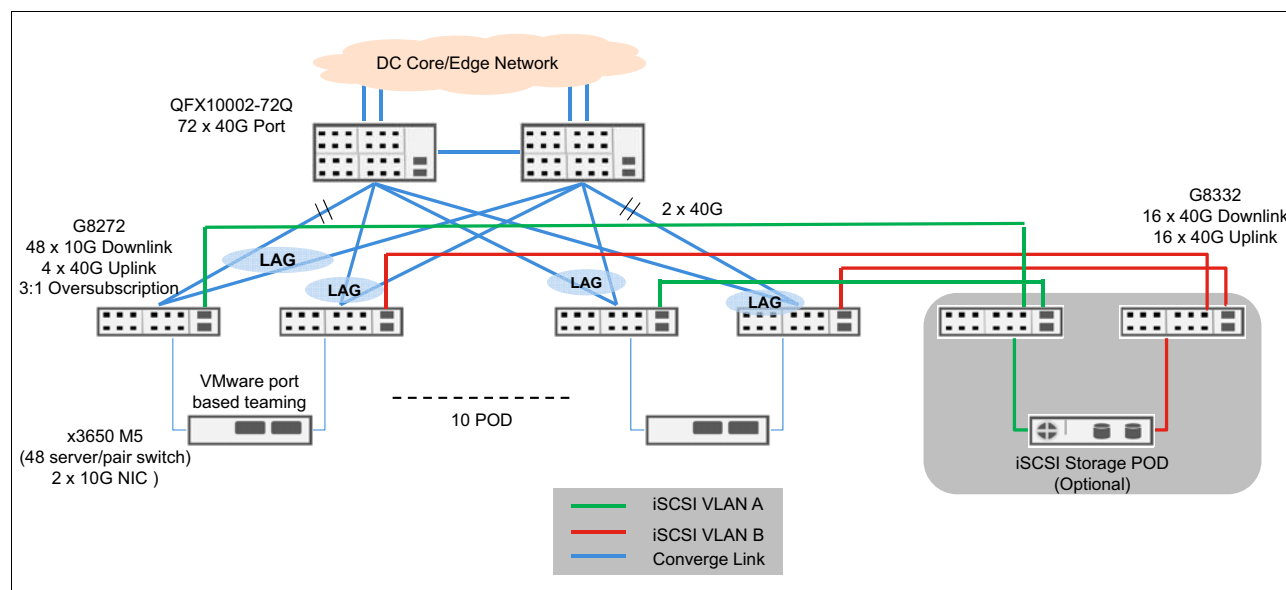 DC Core/Edge Network
QFX10002-72Q
72 x 40G Port
2 x 40G
G8332
16 x 40G Downlink
16 x 40G Uplink
G8272
48 x 10G Downlink
4 x 40G Uplink
3:1 Oversubscription
LAG
LAG
LAG
LAG
VMware port
based teaming
10 POD
x3650 M5
(48 server/pair switch)
2 x 10G NIC )
iSCSI Storage POD
(Optional)
iSCSI VLAN A
iSCSI VLAN B
Converge Link